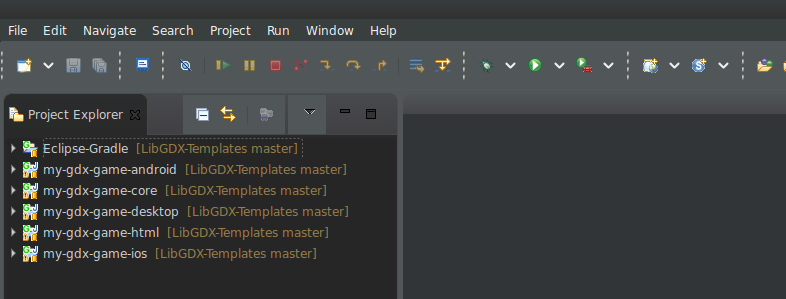 File Edit Navigate Search Project Run Window Help
Project Explorer
Eclipse-Gradle [LibGDX-Templates master]
my-gdx-game-android [LibGDX-Templates master]
my-gdx-game-core [LibGDX-Templates master]
my-gdx-game-desktop [LibGDX-Templates master]
my-gdx-game-html [LibGDX-Templates master]
my-gdx-game-ios [LibGDX-Templates master]